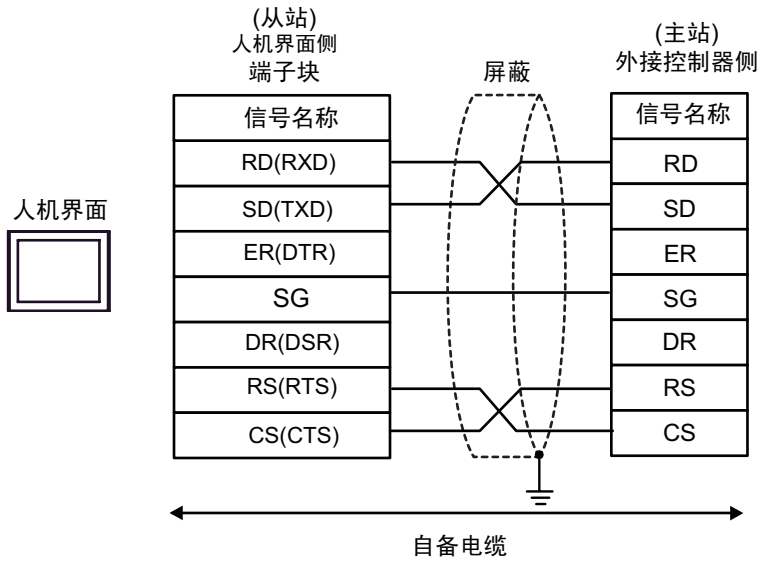 (从站)
人机界面侧
端子块
屏蔽
(主站)
外接控制器侧
信号名称
信号名称
RD(RXD)
RD
SD(TXD)
SD
人机界面
ER(DTR)
ER
SG
SG
DR(DSR)
DR
RS(RTS)
RS
CS(CTS)
CS
自备电缆